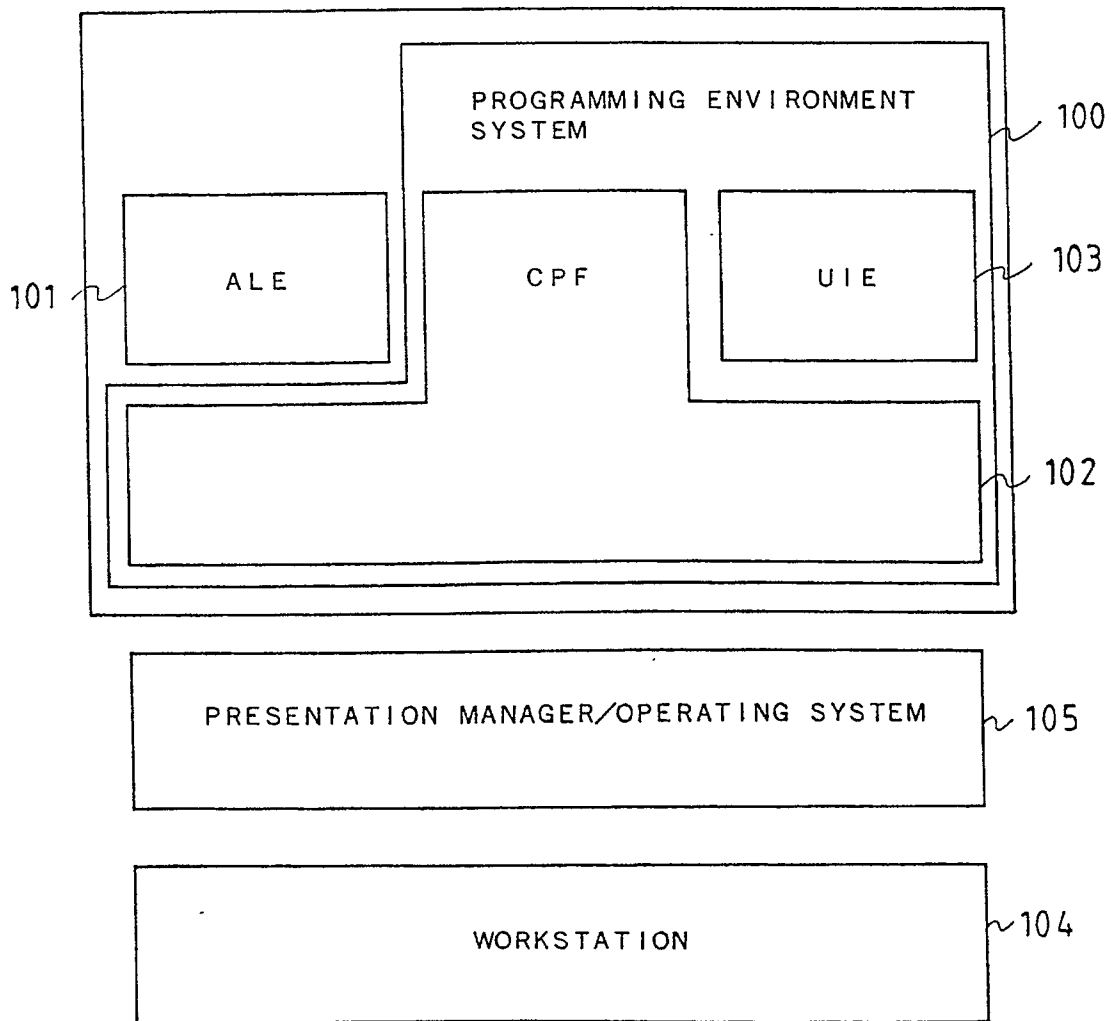 PROGRAMMING ENVIRONMENT
SYSTEM
100
101
ALE
CPF
UIE
103
102
PRESENTATION MANAGER/OPERATING SYSTEM
105
WORKSTATION
104